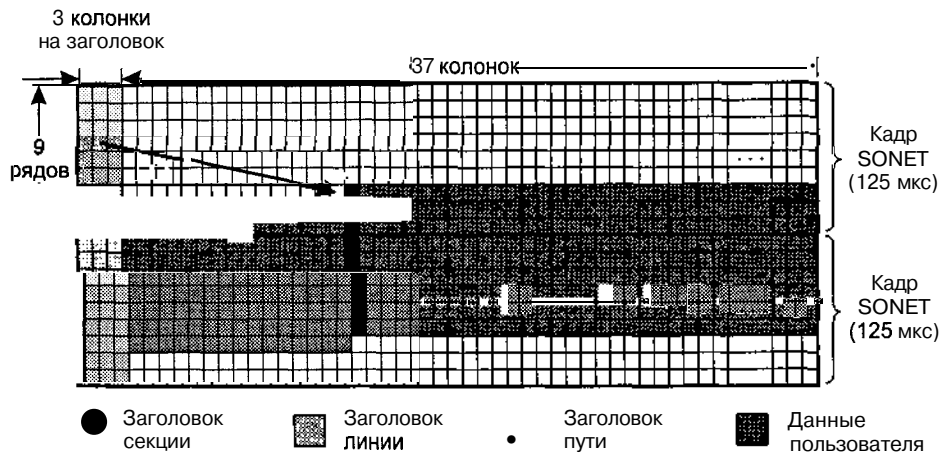 3 колонки
на заголовок
37 колонок
9
рядов
Кадр
SONET
(125 мкс)
Кадр
SONET
(125 мкс)
Заголовок
секции
Заголовок
линии
Заголовок
пути
Данные
пользователя